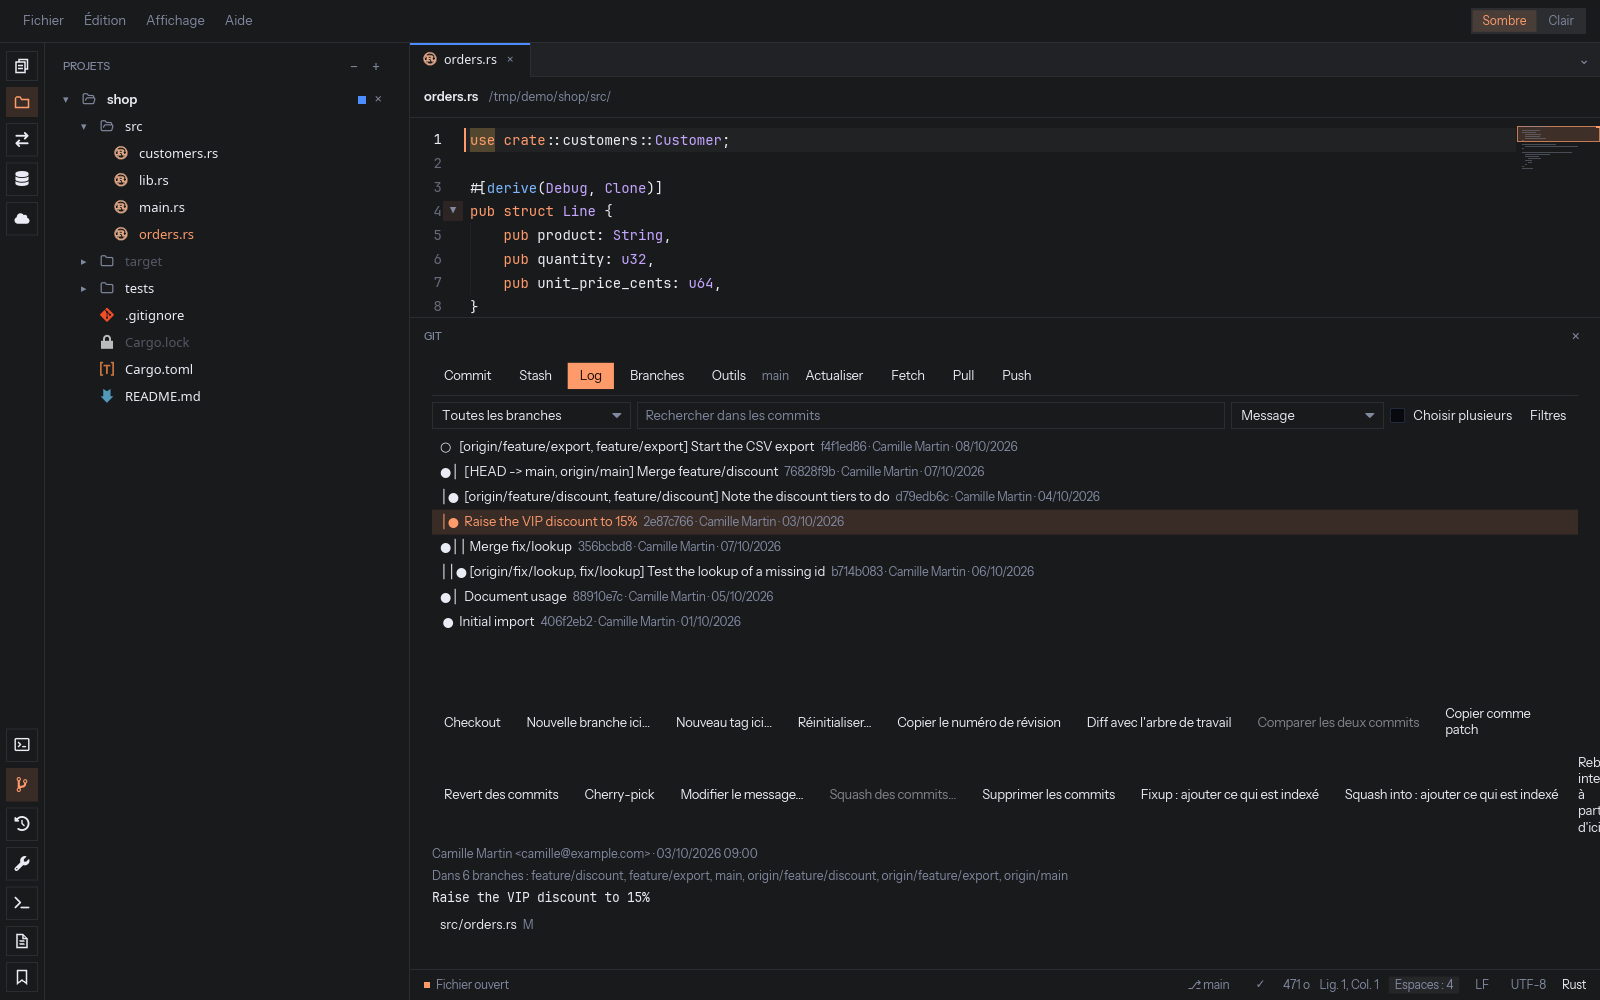 Fichier Édition Affichage Aide Sombre Clair
PROJETS − +
shop ×
src
customers.rs
lib.rs
main.rs
orders.rs
target
tests
.gitignore
Cargo.lock
Cargo.toml
README.md
orders.rs ×
orders.rs /tmp/demo/shop/src/
1 use crate::customers::Customer;
2
3 #[derive(Debug, Clone)]
4 pub struct Line {
5 pub product: String,
6 pub quantity: u32,
7 pub unit_price_cents: u64,
8 }
GIT ×
Commit Stash Log Branches Outils main Actualiser Fetch Pull Push
Toutes les branches Rechercher dans les commits Message Choisir plusieurs Filtres
[origin/feature/export, feature/export] Start the CSV export f4f1ed86 · Camille Martin · 08/10/2026
[HEAD -> main, origin/main] Merge feature/discount 76828f9b · Camille Martin · 07/10/2026
[origin/feature/discount, feature/discount] Note the discount tiers to do d79edb6c · Camille Martin · 04/10/2026
Raise the VIP discount to 15% 2e87c766 · Camille Martin · 03/10/2026
Merge fix/lookup 356bcbd8 · Camille Martin · 07/10/2026
[origin/fix/lookup, fix/lookup] Test the lookup of a missing id b714b083 · Camille Martin · 06/10/2026
Document usage 88910e7c · Camille Martin · 05/10/2026
Initial import 406f2eb2 · Camille Martin · 01/10/2026
Checkout Nouvelle branche ici... Nouveau tag ici... Réinitialiser... Copier le numéro de révision Diff avec l'arbre de travail Comparer les deux commits Copier comme
patch
Revert des commits Cherry-pick Modifier le message... Squash des commits... Supprimer les commits Fixup : ajouter ce qui est indexé Squash into : ajouter ce qui est indexé
Reb
inte
à
part
d'ici
Camille Martin <camille@example.com> · 03/10/2026 09:00
Dans 6 branches : feature/discount, feature/export, main, origin/feature/discount, origin/feature/export, origin/main
Raise the VIP discount to 15%
src/orders.rs M
Fichier ouvert main ✓ 471 o Lig. 1, Col. 1 Espaces : 4 LF UTF-8 Rust